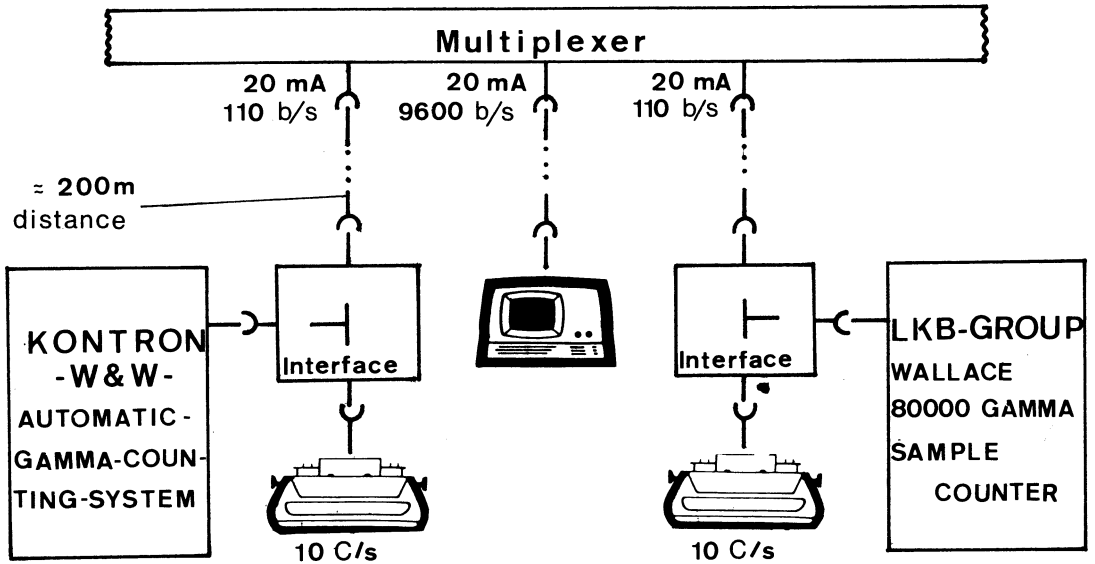 Multiplexer
20 mA
110 b/s
20 mA
9600 b/s
20 mA
110 b/s
≈ 200m
distance
KONTRON
-W&W-
AUTOMATIC-
GAMMA-COUN-
TING-SYSTEM
Interface
10 C/s
Interface
10 C/s
LKB-GROUP
WALLACE
80000 GAMMA
SAMPLE
COUNTER